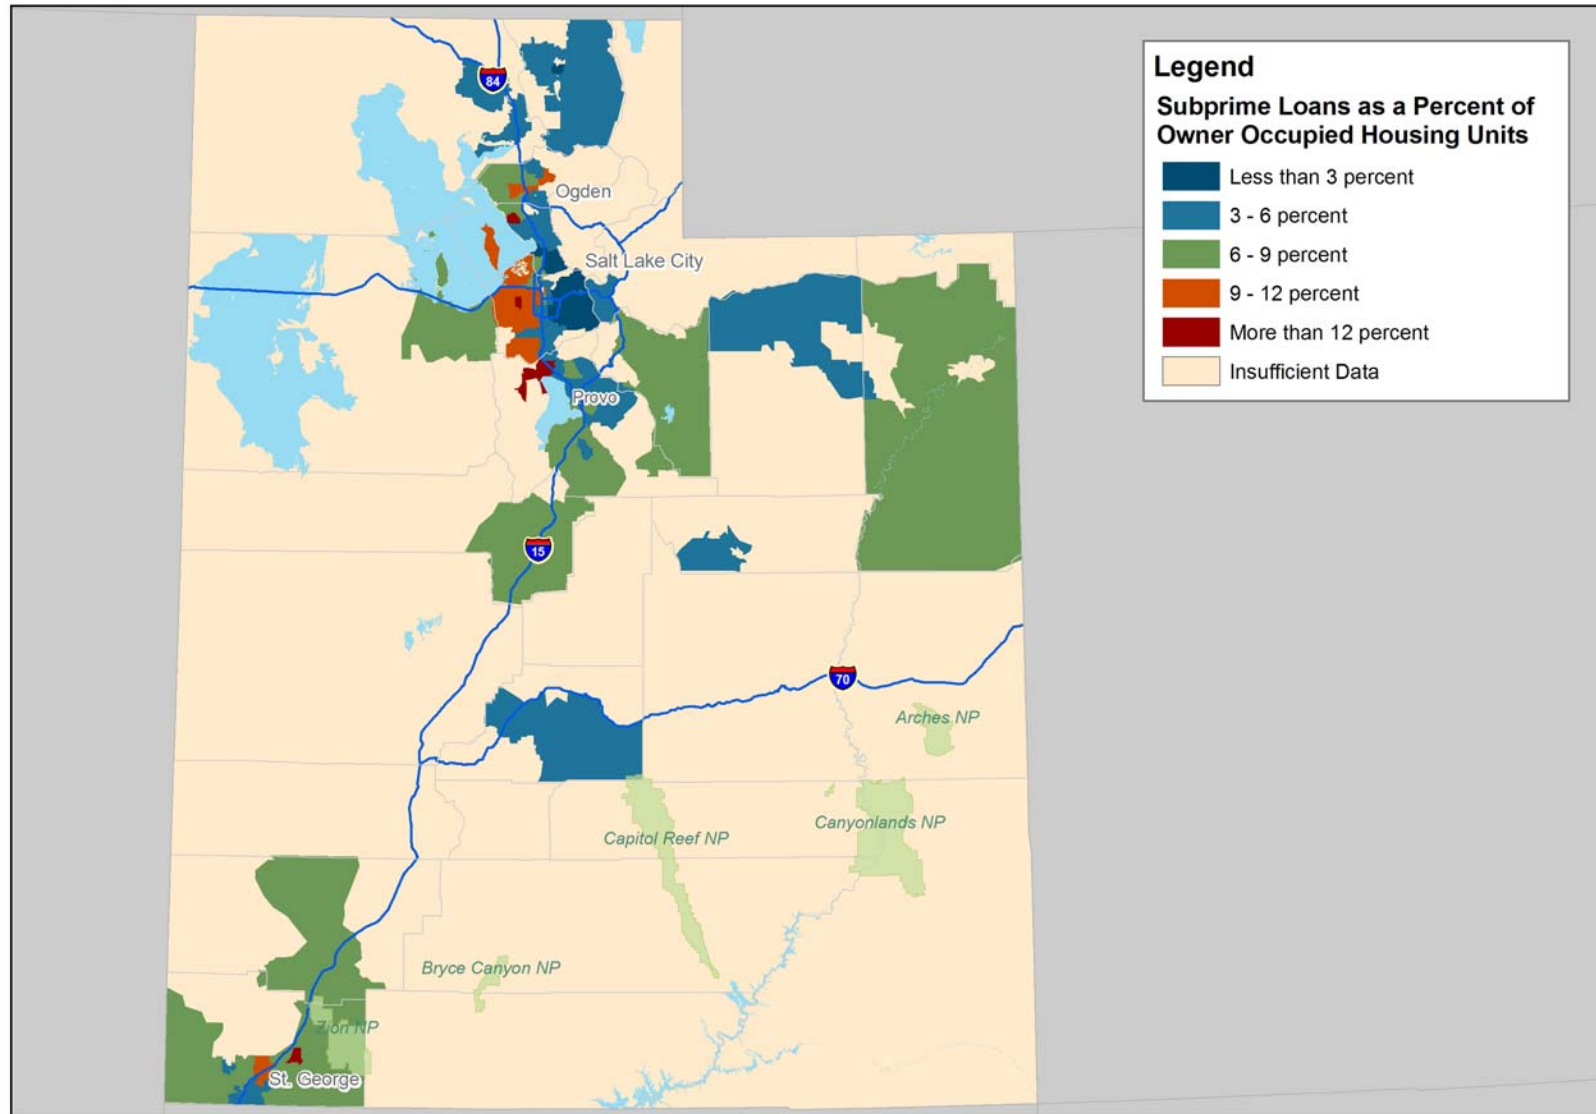 Legend
Subprime Loans as a Percent of
Owner Occupied Housing Units
Less than 3 percent
3 - 6 percent
6 - 9 percent
9 - 12 percent
More than 12 percent
Insufficient Data
84
Ogden
Salt Lake City
Provo
15
70
Arches NP
Canyonlands NP
Capitol Reef NP
Bryce Canyon NP
Zion NP
St. George